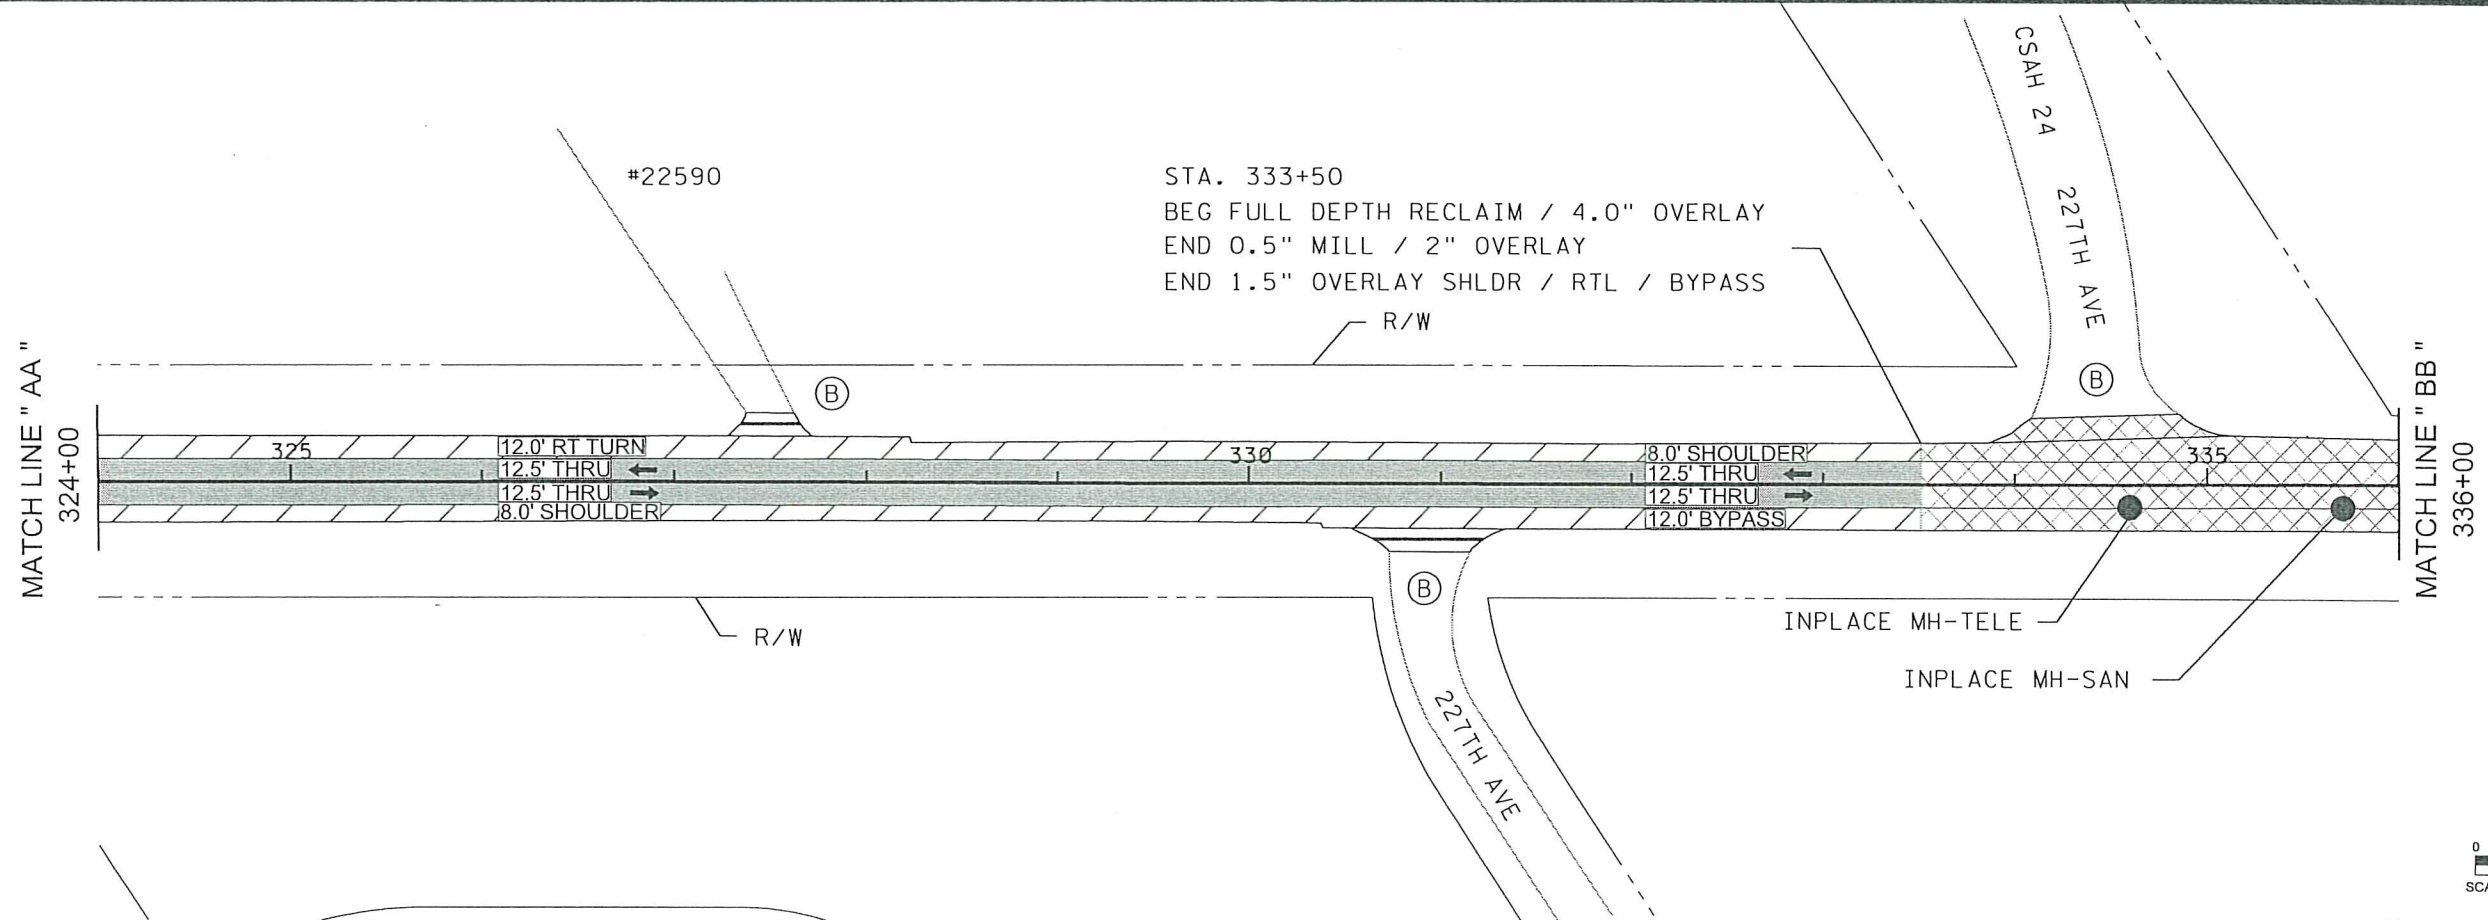 CSAH 24
227TH AVE
#22590
STA. 333+50
BEG FULL DEPTH RECLAIM / 4.0" OVERLAY
END 0.5" MILL / 2" OVERLAY
END 1.5" OVERLAY SHLDR / RTL / BYPASS
R/W
MATCH LINE " AA "
324+00
B
B
325
12.0' RT TURN
12.5' THRU
12.5' THRU
8.0' SHOULDER
330
8.0' SHOULDER
12.5' THRU
12.5' THRU
12.0' BYPASS
335
MATCH LINE " BB "
336+00
B
R/W
INPLACE MH-TELE
INPLACE MH-SAN
227TH AVE
0